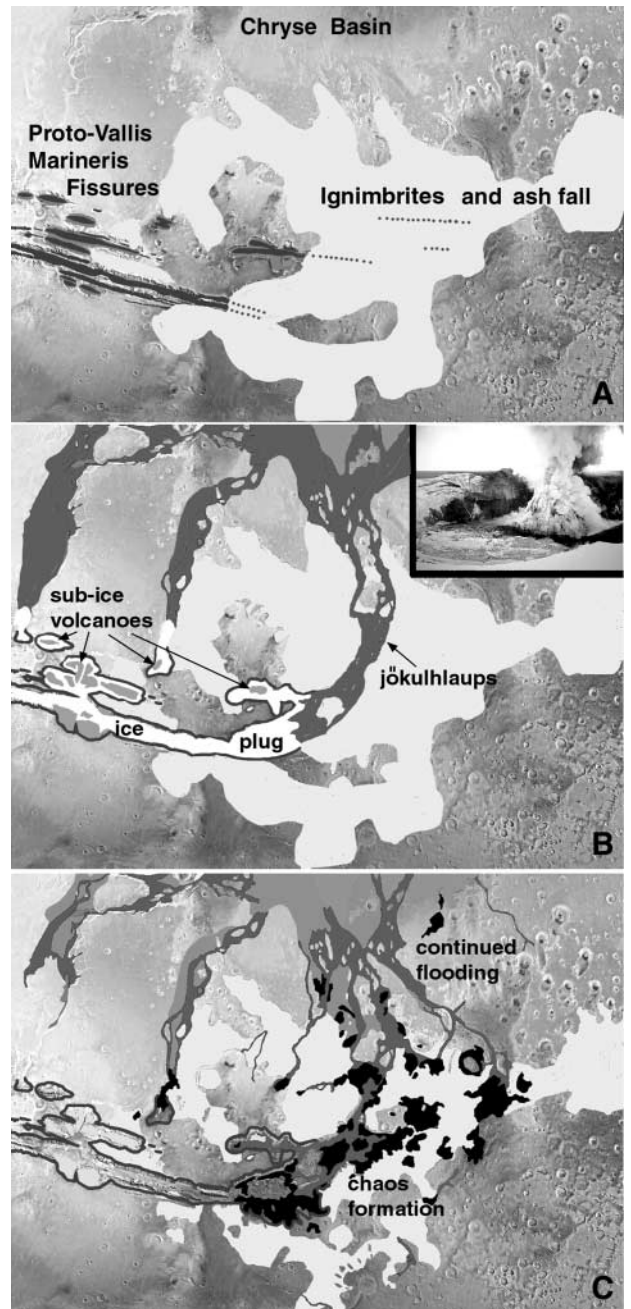 Chryse Basin
Proto-Vallis
Marineris
Fissures
Ignimbrites and ash fall
A
sub-ice
volcanoes
jökulhlaups
ice
plug
B
continued
flooding
chaos
formation
C